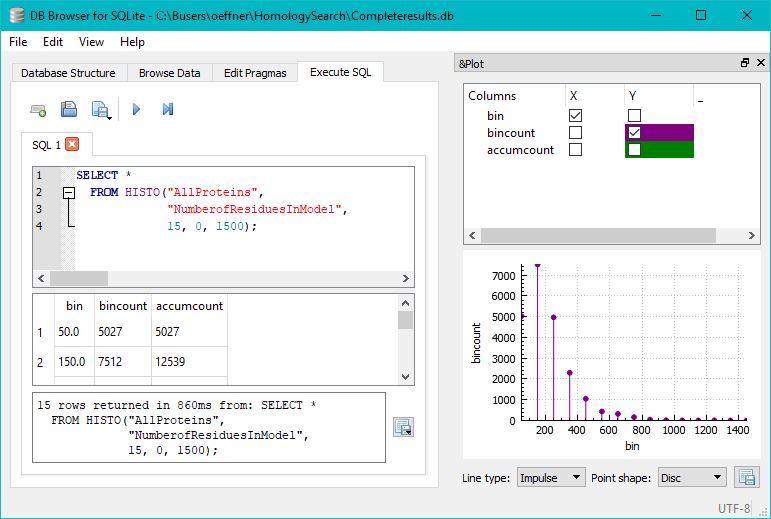 DB Browser for SQLite - C:\Busers\oeffner\HomologySearch\Completeresults.db
File Edit View Help
Database Structure Browse Data Edit Pragmas Execute SQL
SQL 1
1 SELECT *
2 FROM HISTO("AllProteins",
3 "NumberofResiduesInModel",
4 15, 0, 1500);
bin bincount accumcount
1 50.0 5027 5027
2 150.0 7512 12539
15 rows returned in 860ms from: SELECT *
FROM HISTO("AllProteins",
"NumberofResiduesInModel",
15, 0, 1500);
&Plot
Columns X Y _
bin
bincount
accumcount
7000
6000
5000
4000
3000
2000
1000
0
bincount
200 400 600 800 1000 1200 1400
bin
Line type: Impulse Point shape: Disc
UTF-8